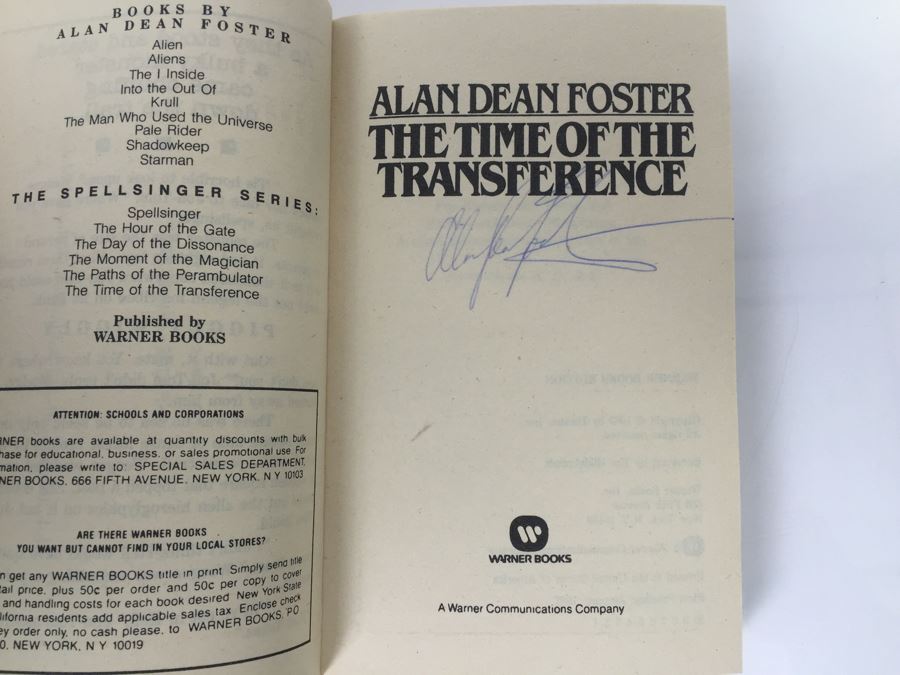 BOOKS BY
ALAN DEAN FOSTER
Alien
Aliens
The I Inside
Into the Out Of
Krull
The Man Who Used the Universe
Pale Rider
Shadowkeep
Starman
THE SPELLSINGER SERIES:
Spellsinger
The Hour of the Gate
The Day of the Dissonance
The Moment of the Magician
The Paths of the Perambulator
The Time of the Transference
Published by
WARNER BOOKS
ATTENTION: SCHOOLS AND CORPORATIONS
books are available at quantity discounts with bulk
for educational, business, or sales promotional use. For
please write to: SPECIAL SALES DEPARTMENT,
BOOKS, 666 FIFTH AVENUE, NEW YORK, N Y 10103
ARE THERE WARNER BOOKS
YOU WANT BUT CANNOT FIND IN YOUR LOCAL STORES?
get any WARNER BOOKS title in print. Simply send title
price, plus 50¢ per order and 50¢ per copy to cover
and handling costs for each book desired. New York State
residents add applicable sales tax. Enclose check
order only, no cash please, to WARNER BOOKS, PO
NEW YORK, N Y 10019
ALAN DEAN FOSTER
THE TIME OF THE
TRANSFERENCE
Alan Dean Foster
WARNER BOOKS
A Warner Communications Company